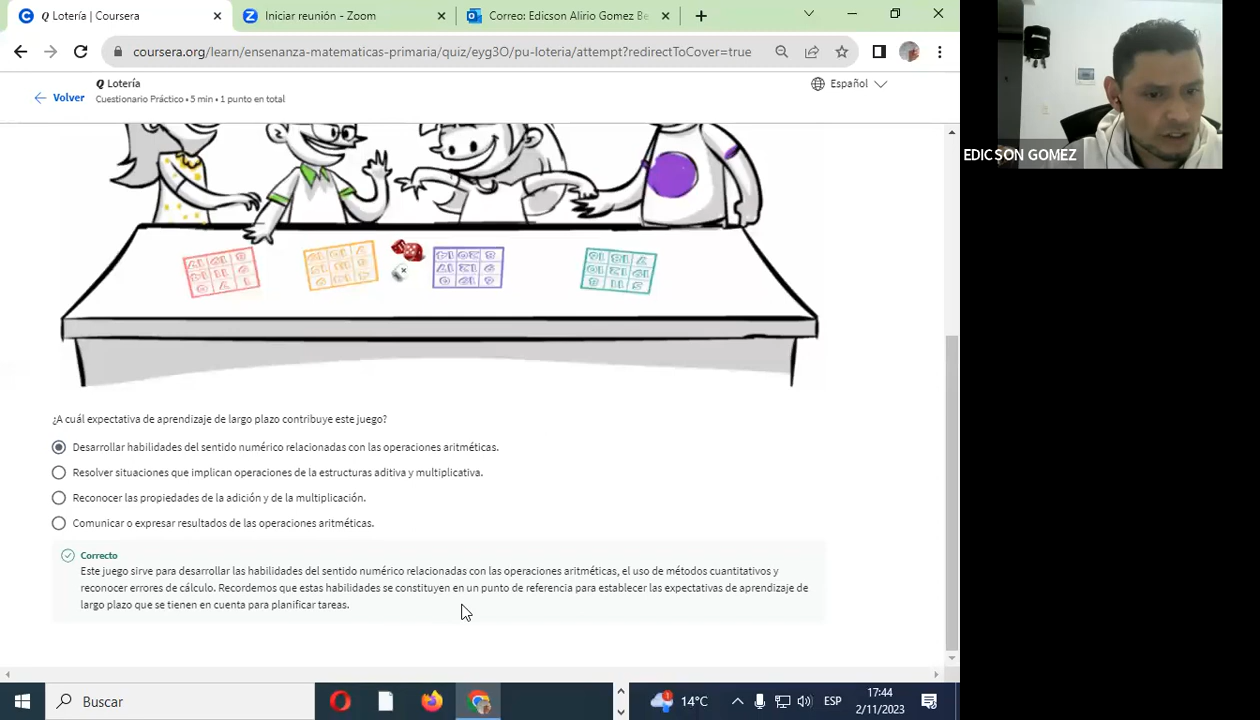 Lotería | Coursera
Iniciar reunión - Zoom
Correo: Edicson Alirio Gomez Be
coursera.org/learn/ensenanza-matematicas-primaria/quiz/eyg3O/pu-loteria/attempt?redirectToCover=true
Volver
Lotería
Cuestionario Práctico • 5 min • 1 punto en total
Español
EDICSON GOMEZ
¿A cuál expectativa de aprendizaje de largo plazo contribuye este juego?
Desarrollar habilidades del sentido numérico relacionadas con las operaciones aritméticas.
Resolver situaciones que implican operaciones de la estructuras aditiva y multiplicativa.
Reconocer las propiedades de la adición y de la multiplicación.
Comunicar o expresar resultados de las operaciones aritméticas.
Correcto
Este juego sirve para desarrollar las habilidades del sentido numérico relacionadas con las operaciones aritméticas, el uso de métodos cuantitativos y
reconocer errores de cálculo. Recordemos que estas habilidades se constituyen en un punto de referencia para establecer las expectativas de aprendizaje de
largo plazo que se tienen en cuenta para planificar tareas.
Buscar
1
14°C
ESP
17:44
2/11/2023